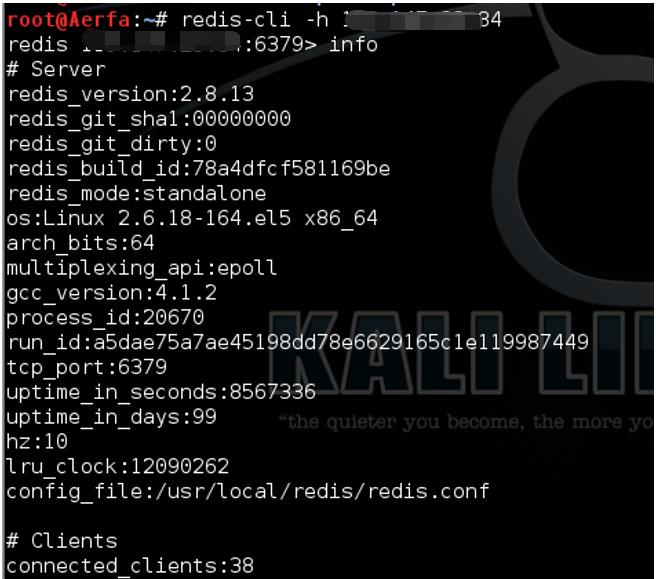 root@Aerfa:~# redis-cli -h 1 84
redis 1 :6379> info
# Server
redis_version:2.8.13
redis_git_sha1:00000000
redis_git_dirty:0
redis_build_id:78a4dfcf581169be
redis_mode:standalone
os:Linux 2.6.18-164.el5 x86_64
arch_bits:64
multiplexing_api:epoll
gcc_version:4.1.2
process_id:20670
run_id:a5dae75a7ae45198dd78e6629165c1e119987449
tcp_port:6379
uptime_in_seconds:8567336
uptime_in_days:99
hz:10
lru_clock:12090262
config_file:/usr/local/redis/redis.conf
# Clients
connected_clients:38
KALI LI
“the quieter you become, the more yo